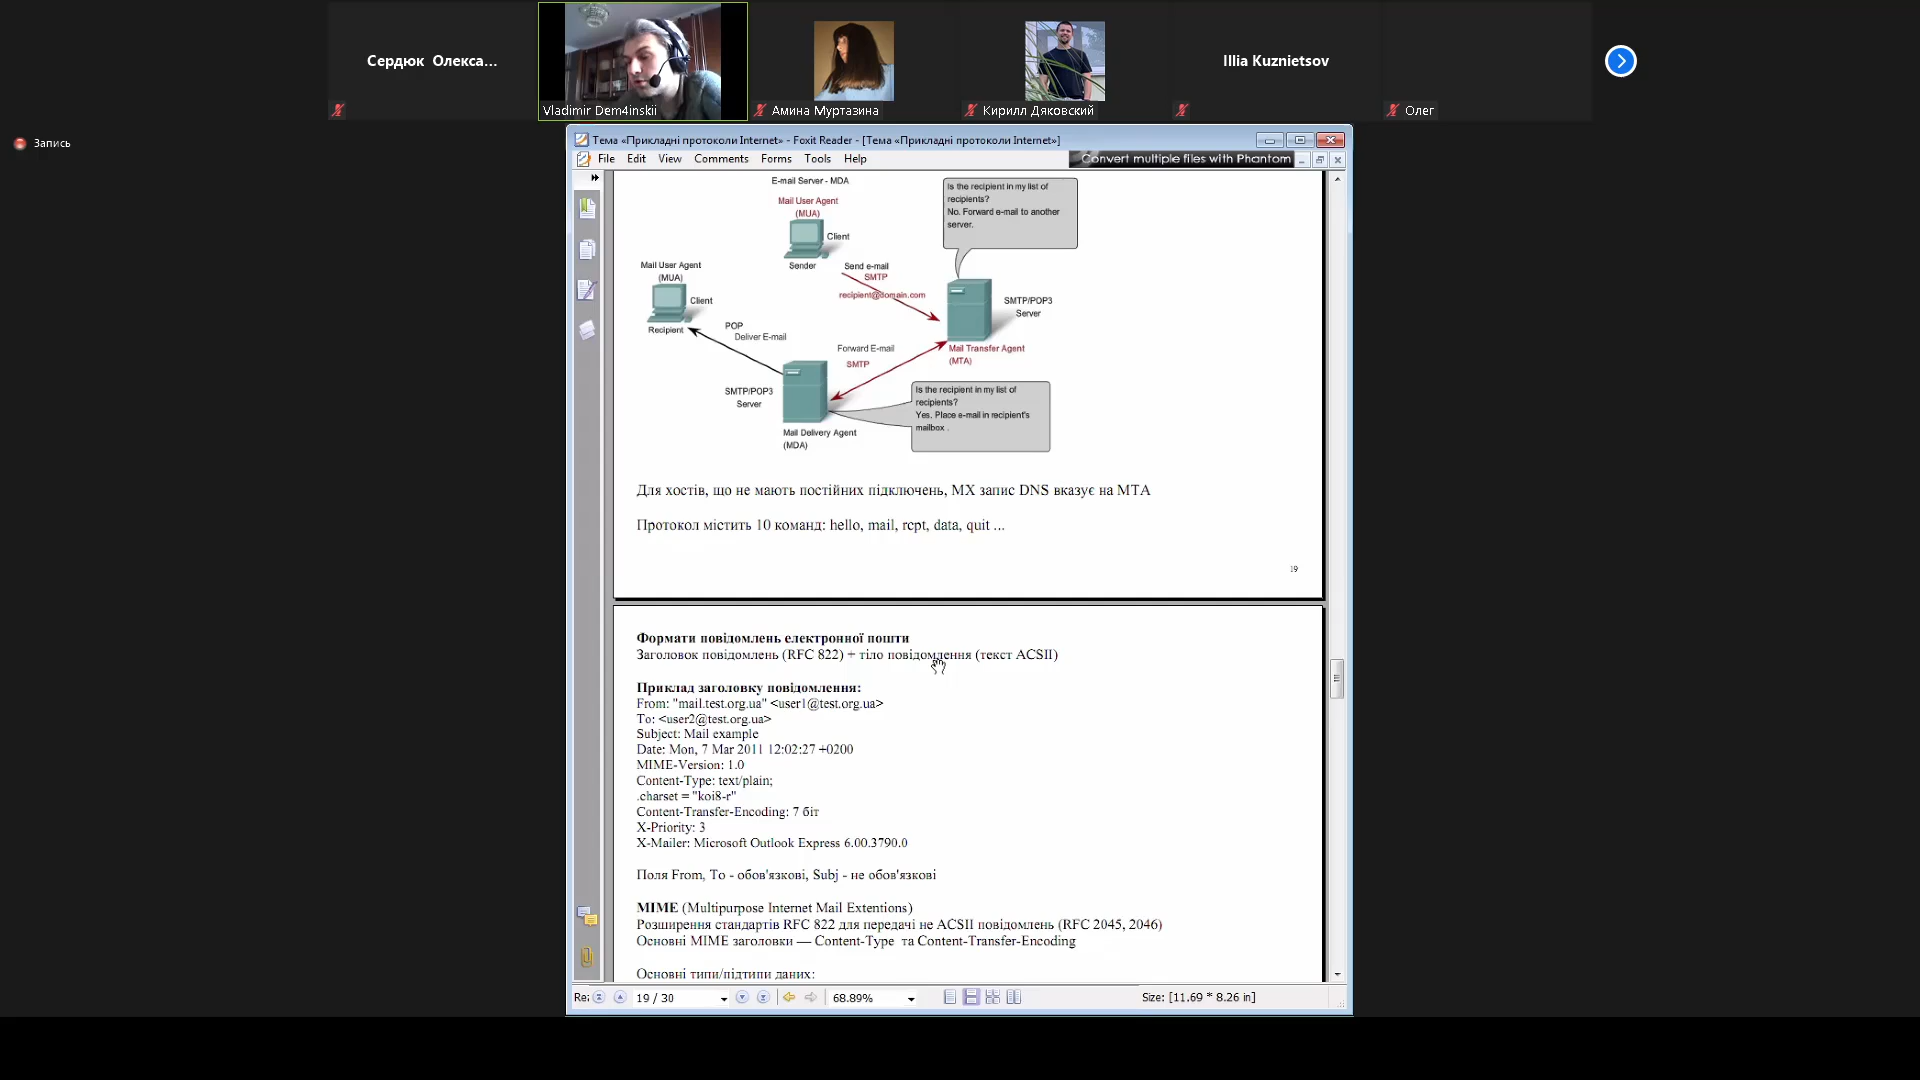 Сердюк Олекса...
Vladimir Dem4inskii
Амина Муртазина
Кирилл Дяковский
Illia Kuznietsov
Олег
Запись
Тема «Прикладні протоколи Internet» - Foxit Reader - [Тема «Прикладні протоколи Internet»]
File Edit View Comments Forms Tools Help
Convert multiple files with Phantom
E-mail Server - MDA
Mail User Agent
(MUA)
Client
Sender
Is the recipient in my list of
recipients?
No. Forward e-mail to another
server.
Mail User Agent
(MUA)
Client
Recipient
Send e-mail
SMTP
recipient@domain.com
SMTP/POP3
Server
POP
Deliver E-mail
Forward E-mail
SMTP
Mail Transfer Agent
(MTA)
SMTP/POP3
Server
Is the recipient in my list of
recipients?
Yes. Place e-mail in recipient's
mailbox .
Mail Delivery Agent
(MDA)
Для хостів, що не мають постійних підключень, MX запис DNS вказує на MTA
Протокол містить 10 команд: hello, mail, rcpt, data, quit ...
19
Формати повідомлень електронної пошти
Заголовок повідомлень (RFC 822) + тіло повідомлення (текст ACSII)
Приклад заголовку повідомлення:
From: "mail.test.org.ua" <user1@test.org.ua>
To: <user2@test.org.ua>
Subject: Mail example
Date: Mon, 7 Mar 2011 12:02:27 +0200
MIME-Version: 1.0
Content-Type: text/plain;
.charset = "koi8-r"
Content-Transfer-Encoding: 7 біт
X-Priority: 3
X-Mailer: Microsoft Outlook Express 6.00.3790.0
Поля From, To - обов'язкові, Subj - не обов'язкові
MIME (Multipurpose Internet Mail Extentions)
Розширення стандартів RFC 822 для передачі не ACSII повідомлень (RFC 2045, 2046)
Основні MIME заголовки — Content-Type та Content-Transfer-Encoding
Основні типи/підтипи даних:
Re: 19 / 30 68.89% Size: [11.69 * 8.26 in]